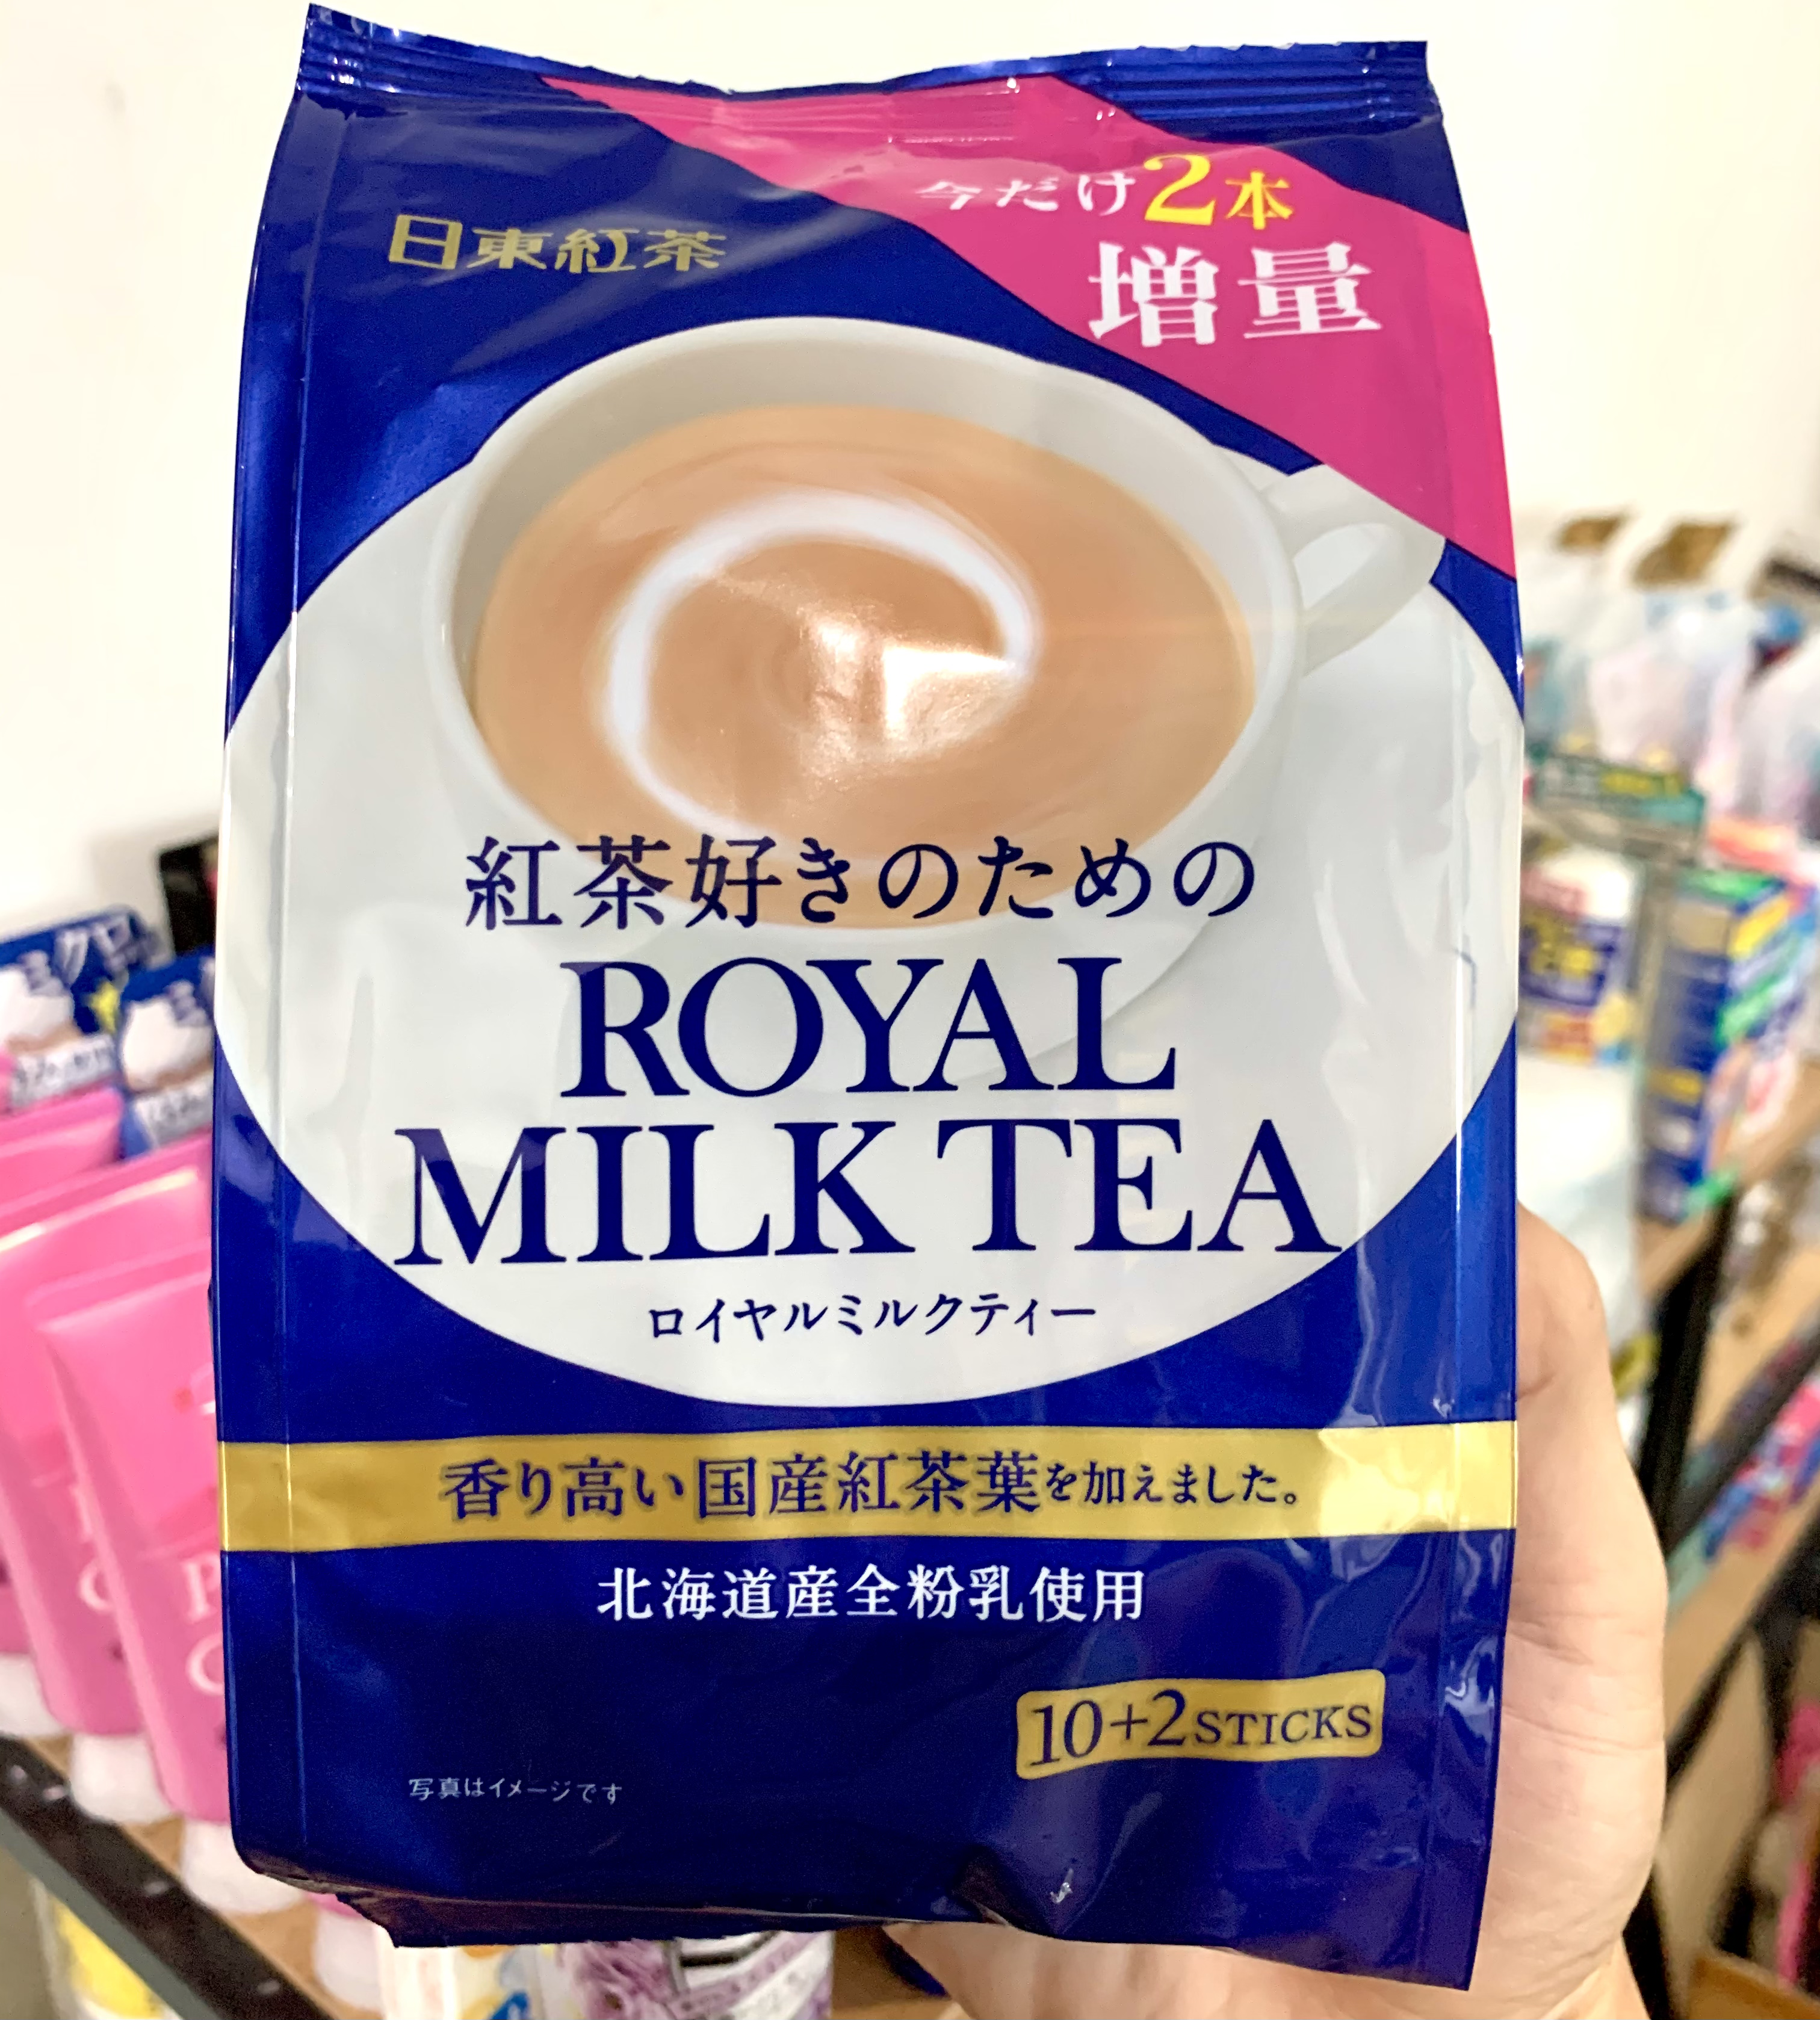 今だけ2本
増量
日東紅茶
紅茶好きのための
ROYAL
MILK TEA
ロイヤルミルクティー
香り高い国産紅茶葉を加えました。
北海道産全粉乳使用
10+2STICKS
写真はイメージです